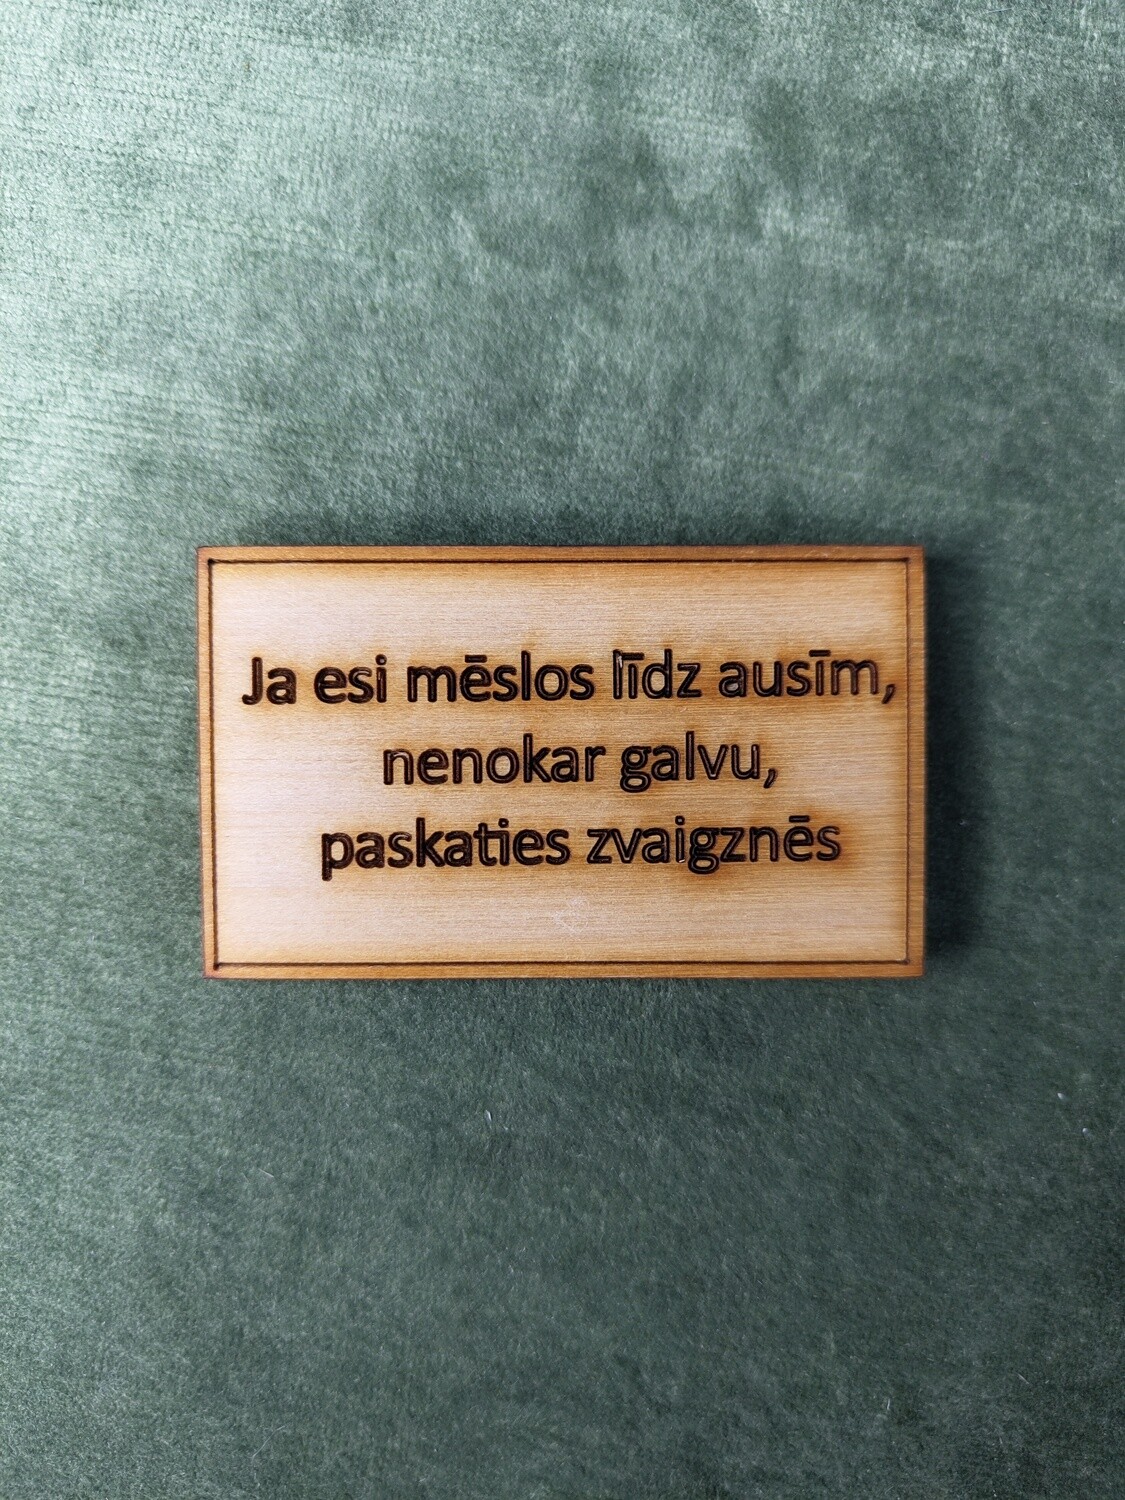 Ja esi mēslos līdz ausīm,
nenokar galvu,
paskaties zvaigznēs